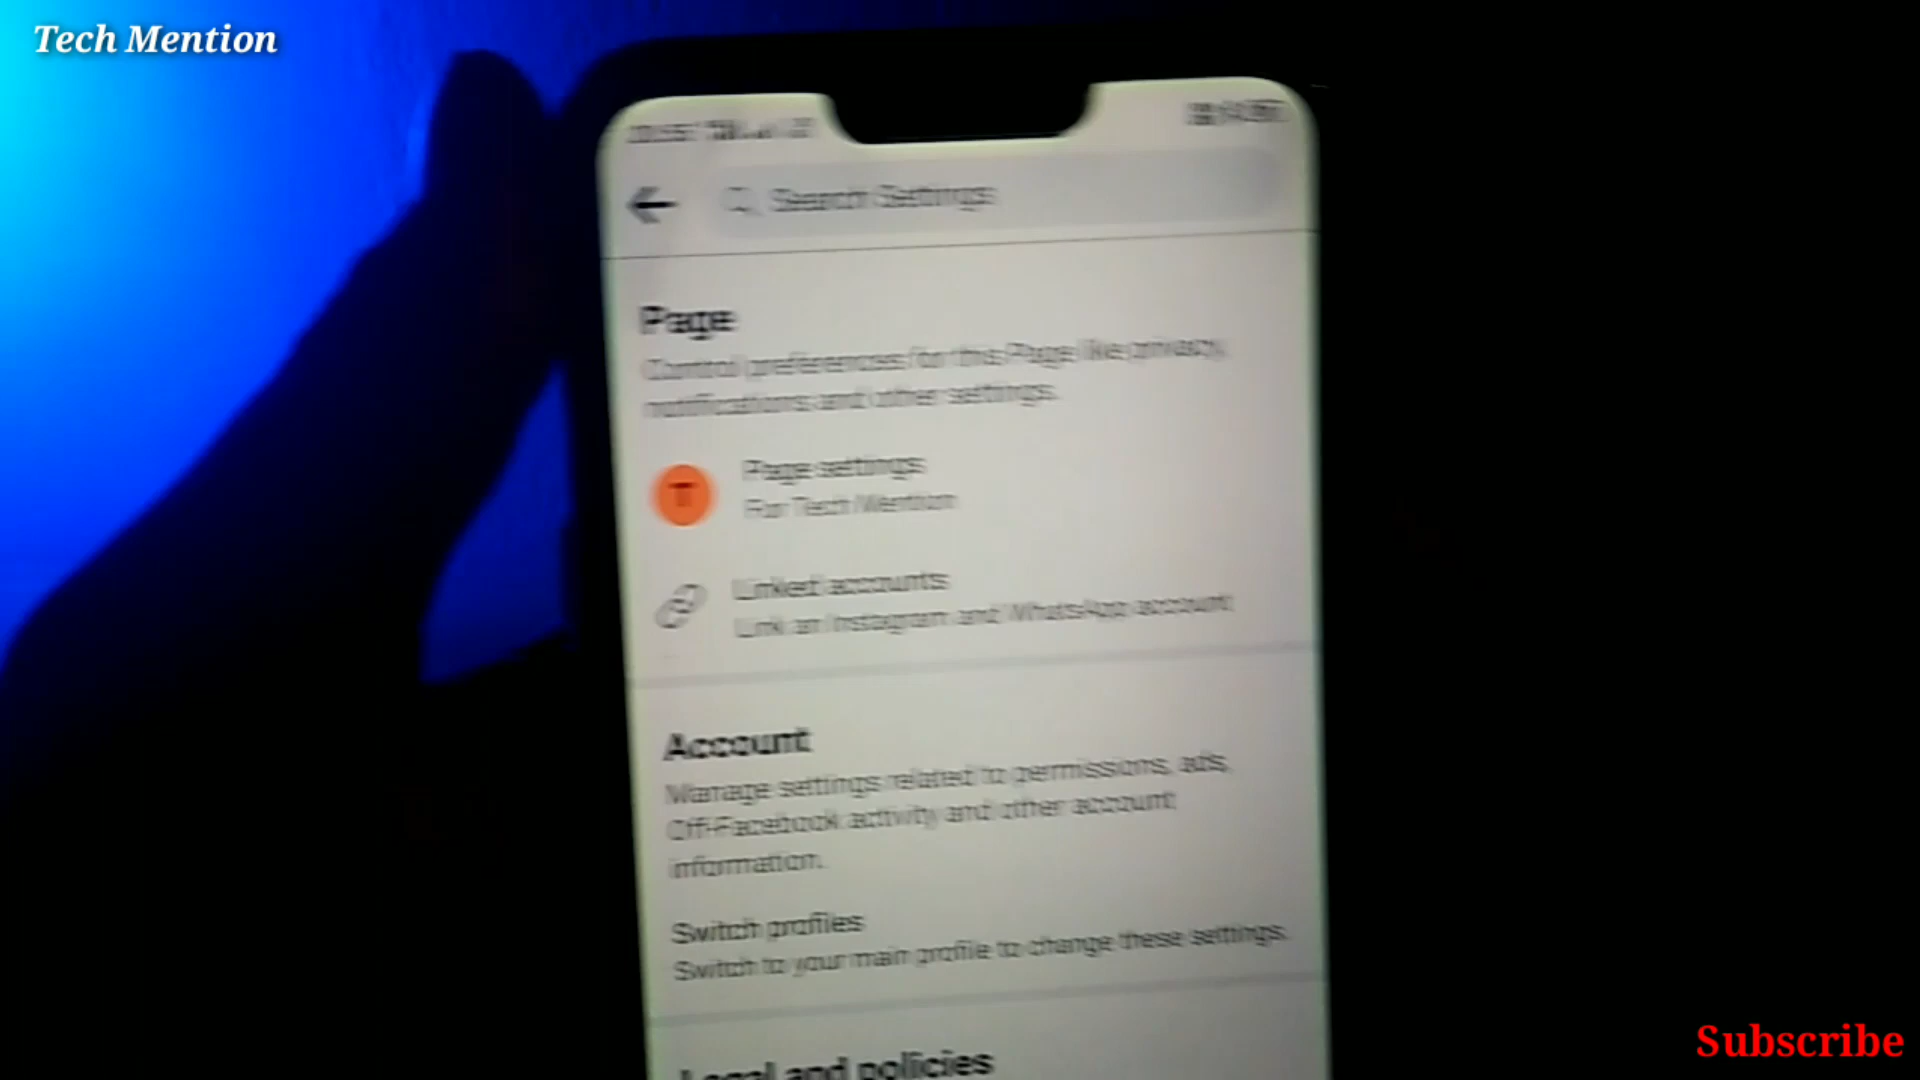 Tech Mention
Search Settings
Page
Control preferences for this Page like privacy,
notifications and other settings.
T
Page settings
For Tech Mention
Linked accounts
Link an Instagram and WhatsApp account
Account
Manage settings related to permissions, ads,
Off-Facebook activity and other account
information.
Switch profiles
Switch to your main profile to change these settings.
Legal and policies
Subscribe